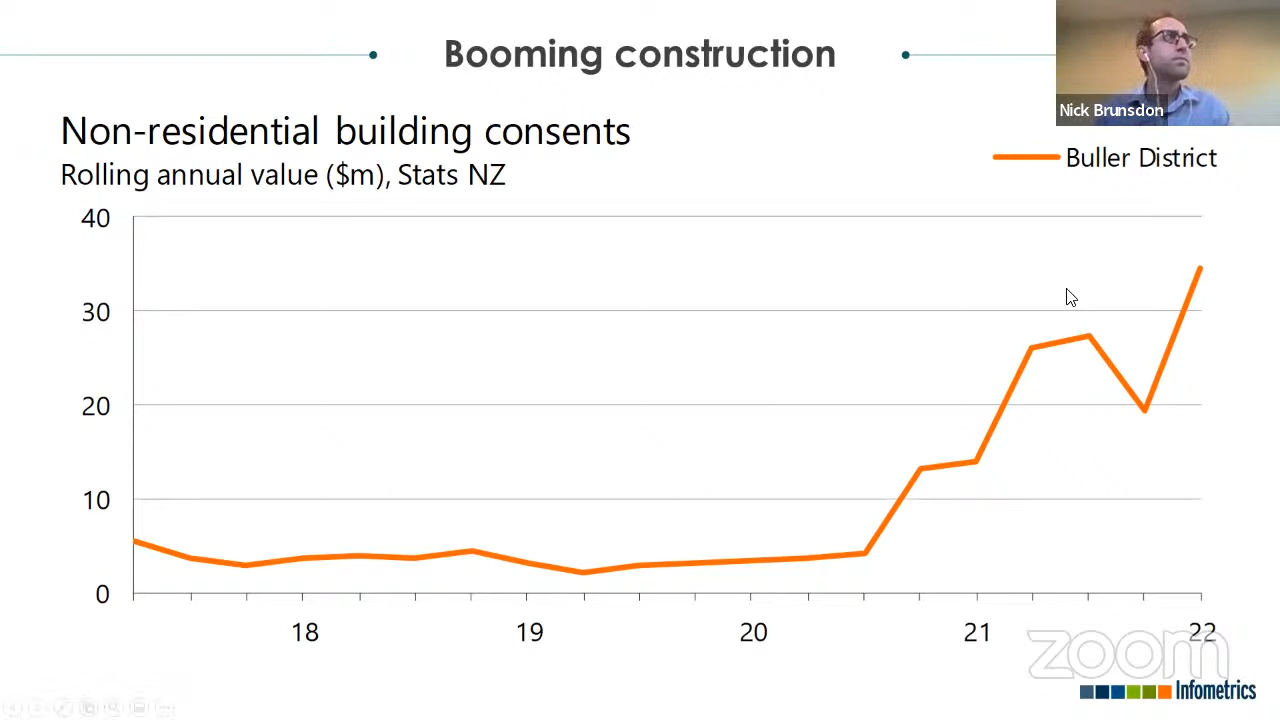 Booming construction
Nick Brunsdon
Non-residential building consents
Rolling annual value ($m), Stats NZ
Buller District
40
30
20
10
0
18 19 20 21 22
zoom
Infometrics